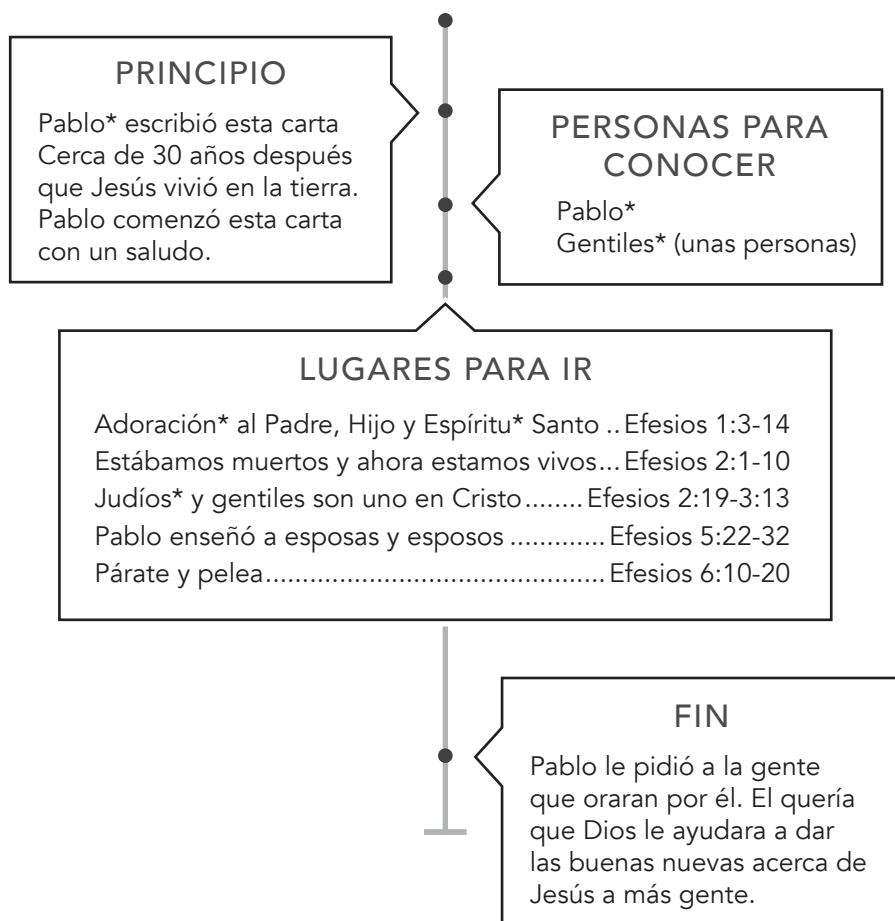 PRINCIPIO
Pablo* escribió esta carta
Cerca de 30 años después
que Jesús vivió en la tierra.
Pablo comenzó esta carta
con un saludo.
PERSONAS PARA
CONOCER
Pablo*
Gentiles* (unas personas)
LUGARES PARA IR
Adoración* al Padre, Hijo y Espíritu* Santo ..Efesios 1:3-14
Estábamos muertos y ahora estamos vivos...Efesios 2:1-10
Judíos* y gentiles son uno en Cristo........Efesios 2:19-3:13
Pablo enseñó a esposas y esposos .............Efesios 5:22-32
Párate y pelea.............................................Efesios 6:10-20
FIN
Pablo le pidió a la gente
que oraran por él. El quería
que Dios le ayudara a dar
las buenas nuevas acerca de
Jesús a más gente.